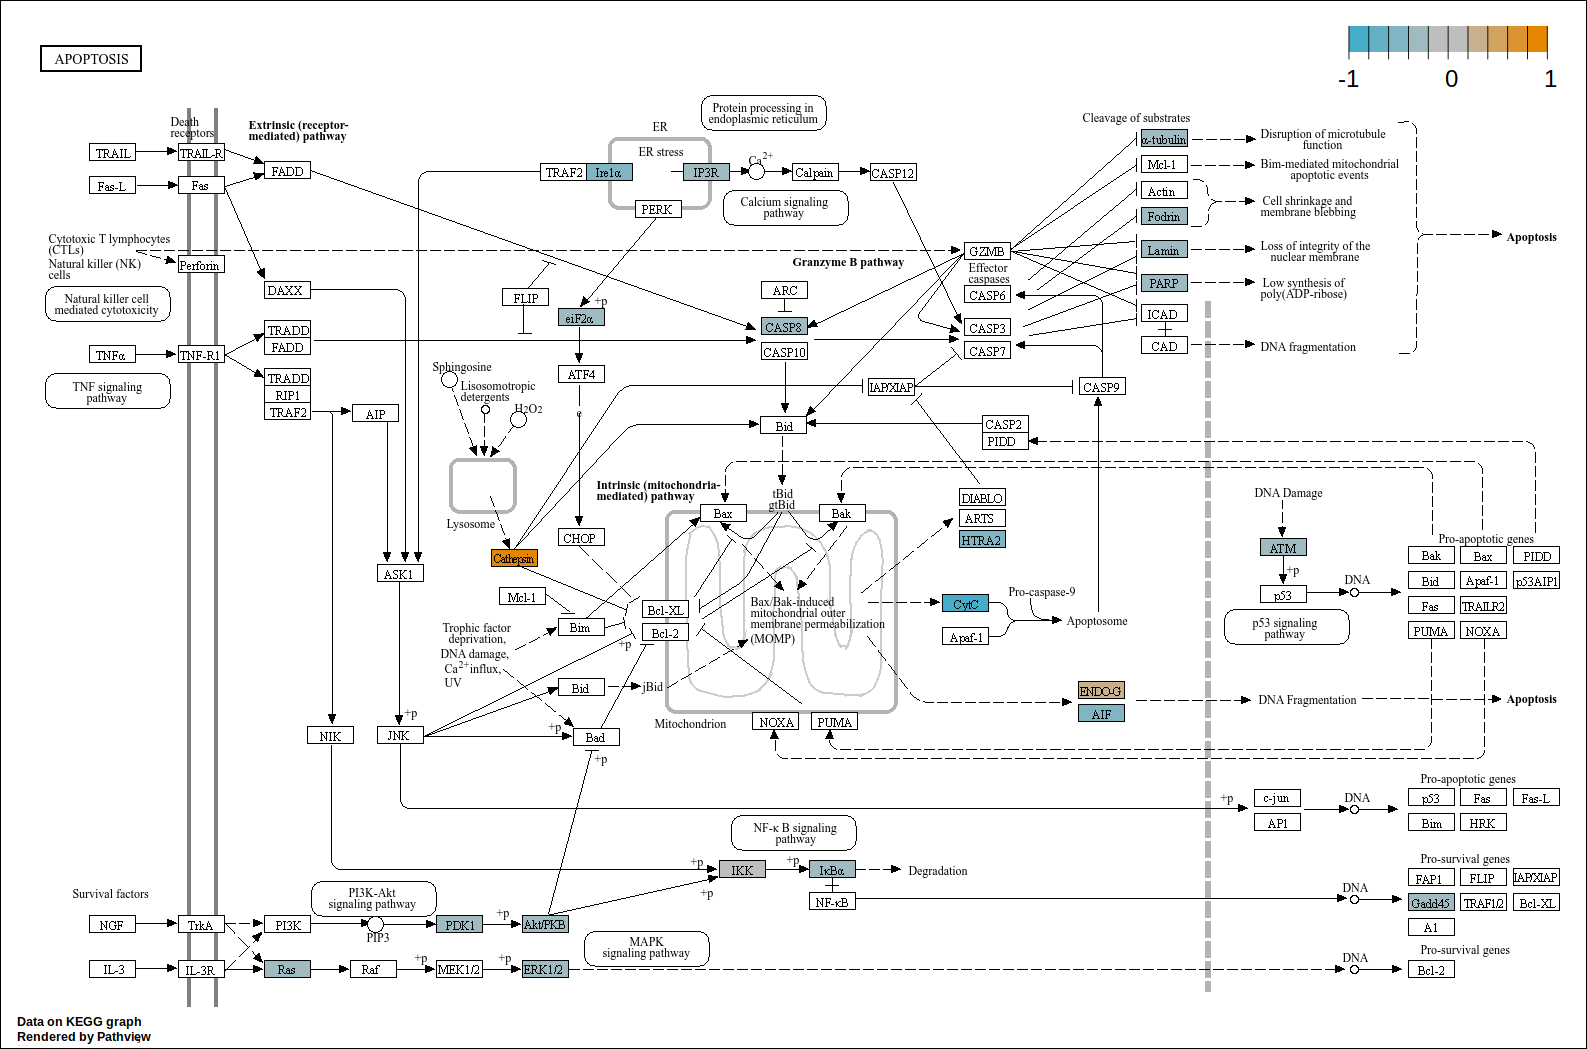 APOPTOSIS
-1
0
1
Death
receptors
Extrinsic (receptor-
mediated) pathway
TRAIL
TRAIL-R
FADD
Fas-L
Fas
Cytotoxic T lymphocytes
(CTLs)
Natural killer (NK)
cells
Perforin
DAXX
Natural killer cell
mediated cytotoxicity
TNFα
TNF-R1
TRADD
FADD
TNF signaling
pathway
TRADD
RIP1
TRAF2
AIP
ER
Protein processing in
endoplasmic reticulum
ER stress
TRAF2
Ire1α
IP3R
Ca2+
Calpain
CASP12
PERK
Calcium signaling
pathway
Granzyme B pathway
GZMB
Effector
caspases
CASP6
CASP3
CASP7
FLIP
+p
eiF2α
ARC
CASP8
CASP10
ATF4
e
IAP/XIAP
CASP9
Cleavage of substrates
α-tubulin
Mcl-1
Actin
Fodrin
Lamin
PARP
ICAD
CAD
Disruption of microtubule
function
Bim-mediated mitochondrial
apoptotic events
Cell shrinkage and
membrane blebbing
Loss of integrity of the
nuclear membrane
Low synthesis of
poly(ADP-ribose)
DNA fragmentation
Apoptosis
Sphingosine
Lisosomotropic
detergents
H2O2
Lysosome
Bid
CASP2
PIDD
Intrinsic (mitochondria-
mediated) pathway
tBid
gtBid
Bax
Bak
DIABLO
ARTS
HTRA2
CHOP
Cathepsin
ASK1
Mcl-1
Bim
Bcl-XL
Bcl-2
+p
Bax/Bak-induced
mitochondrial outer
membrane permeabilization
(MOMP)
CytC
Pro-caspase-9
Apaf-1
Apoptosome
Trophic factor
deprivation,
DNA damage,
Ca2+influx,
UV
Bid
jBid
Mitochondrion
NOXA
PUMA
ENDO-G
AIF
DNA Fragmentation
Apoptosis
DNA Damage
ATM
+p
p53
DNA
p53 signaling
pathway
Pro-apoptotic genes
Bak
Bax
PIDD
Bid
Apaf-1
p53AIP1
Fas
TRAILR2
PUMA
NOXA
NIK
+p
JNK
+p
Bad
+p
+p
c-jun
AP1
DNA
Pro-apoptotic genes
p53
Fas
Fas-L
Bim
HRK
NF-κ B signaling
pathway
+p
IKK
+p
IκBα
Degradation
+p
NF-κB
DNA
Pro-survival genes
FAP1
FLIP
IAP/XIAP
Gadd45
TRAF1/2
Bcl-XL
A1
Survival factors
PI3K-Akt
signaling pathway
NGF
TrkA
PI3K
PIP3
PDK1
+p
Akt/PKB
MAPK
signaling pathway
IL-3
IL-3R
Ras
Raf
+p
MEK1/2
+p
ERK1/2
DNA
Pro-survival genes
Bcl-2
Data on KEGG graph
Rendered by Pathview